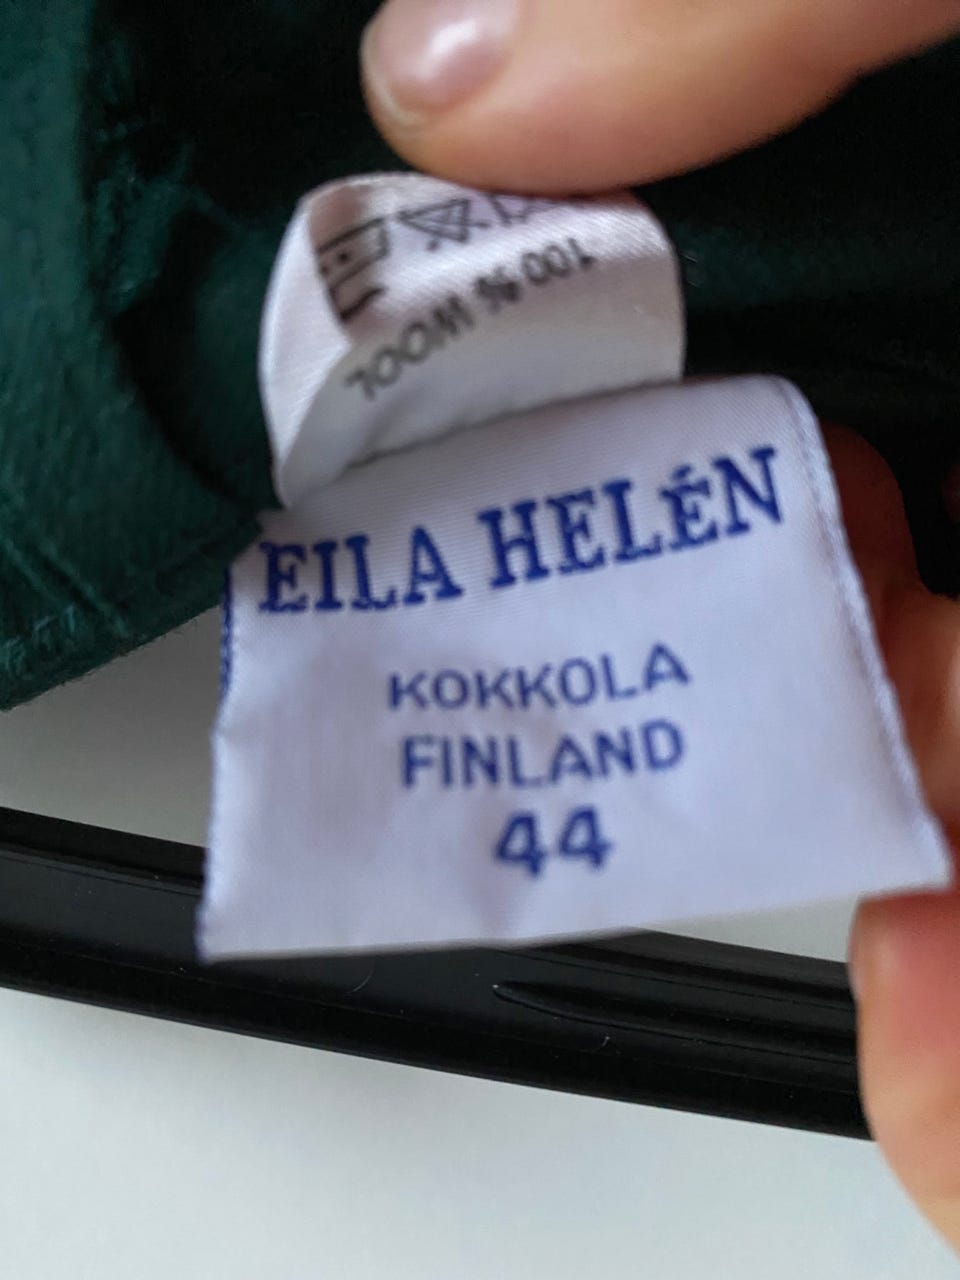 100 % WOOL
EILA HELÉN
KOKKOLA
FINLAND
44